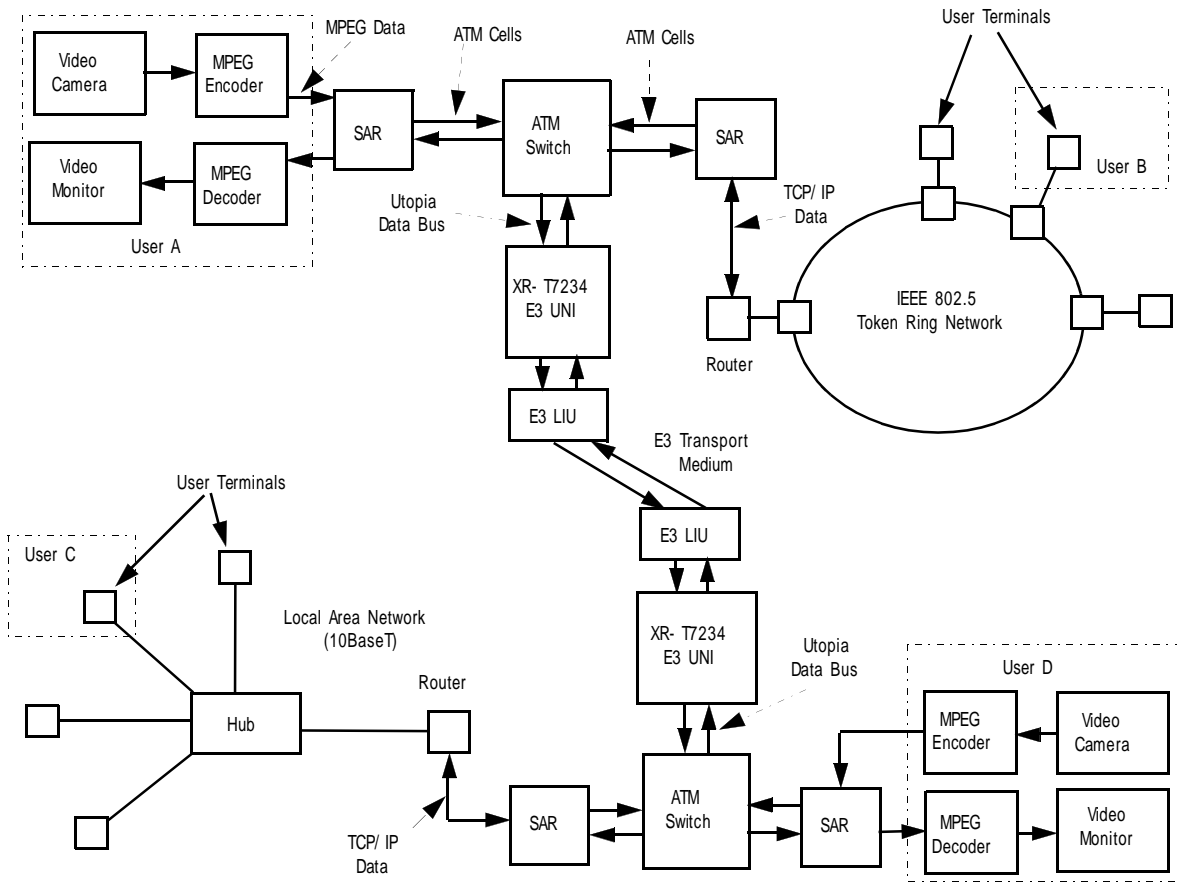 MPEG Data
ATM Cells
ATM Cells
User Terminals
Video
Camera
MPEG
Encoder
SAR
ATM
Switch
SAR
Video
Monitor
MPEG
Decoder
User A
User B
Utopia
Data Bus
TCP/ IP
Data
XR- T7234
E3 UNI
IEEE 802.5
Token Ring Network
Router
E3 LIU
E3 Transport
Medium
User Terminals
E3 LIU
User C
Local Area Network
(10BaseT)
XR- T7234
E3 UNI
Utopia
Data Bus
User D
Router
Hub
MPEG
Encoder
Video
Camera
TCP/ IP
Data
SAR
ATM
Switch
SAR
MPEG
Decoder
Video
Monitor